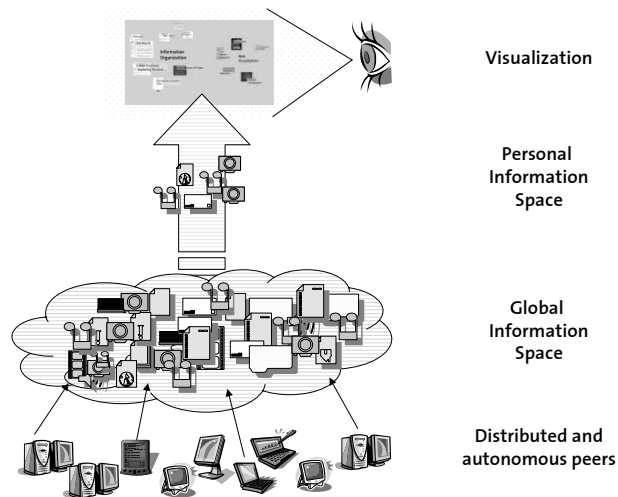 Information
Organization
Visualization
Personal
Information
Space
Global
Information
Space
Distributed and
autonomous peers